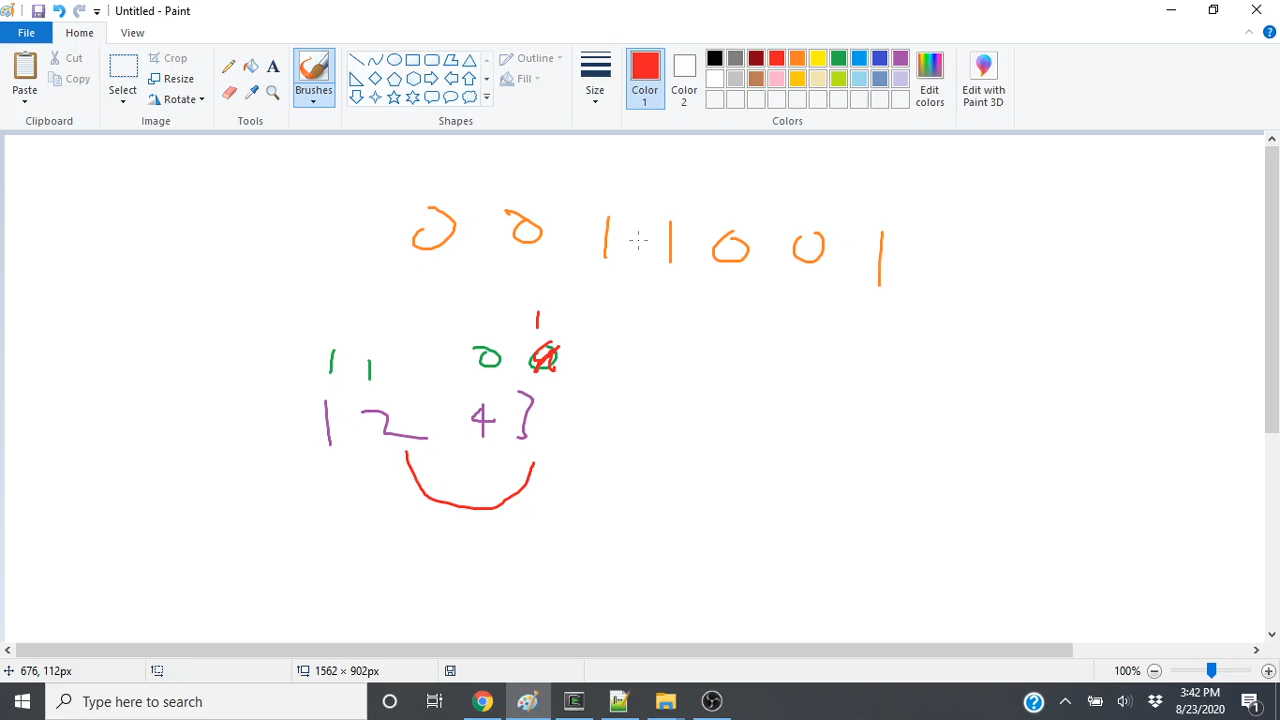 Untitled - Paint
File Home View
Paste Cut Copy Select Crop Resize Rotate A Brushes Outline Fill Size Color 1 Color 2 Edit colors Edit with Paint 3D
Clipboard Image Tools Shapes Colors
0 0 1 1 0 0 1
1
1 1 0
1 2 4
676, 112px 1562 × 902px 100%
Type here to search 3:42 PM
8/23/2020 1